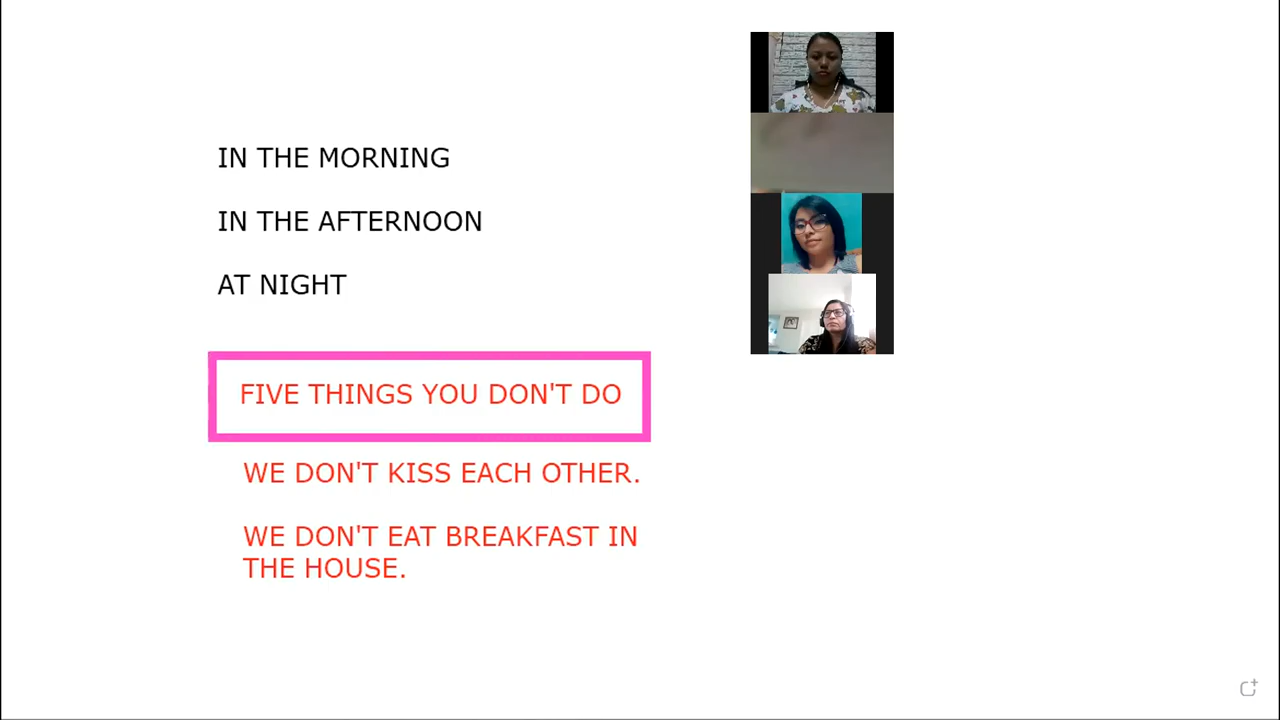 IN THE MORNING
IN THE AFTERNOON
AT NIGHT
FIVE THINGS YOU DON'T DO
WE DON'T KISS EACH OTHER.
WE DON'T EAT BREAKFAST IN
THE HOUSE.